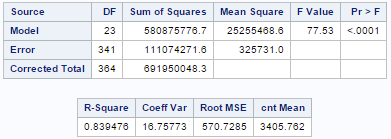 Source DF Sum of Squares Mean Square F Value Pr > F
Model 23 580875776.7 25255468.6 77.53 <.0001
Error 341 111074271.6 325731.0
Corrected Total 364 691950048.3
R-Square Coeff Var Root MSE cnt Mean
0.839476 16.75773 570.7285 3405.762